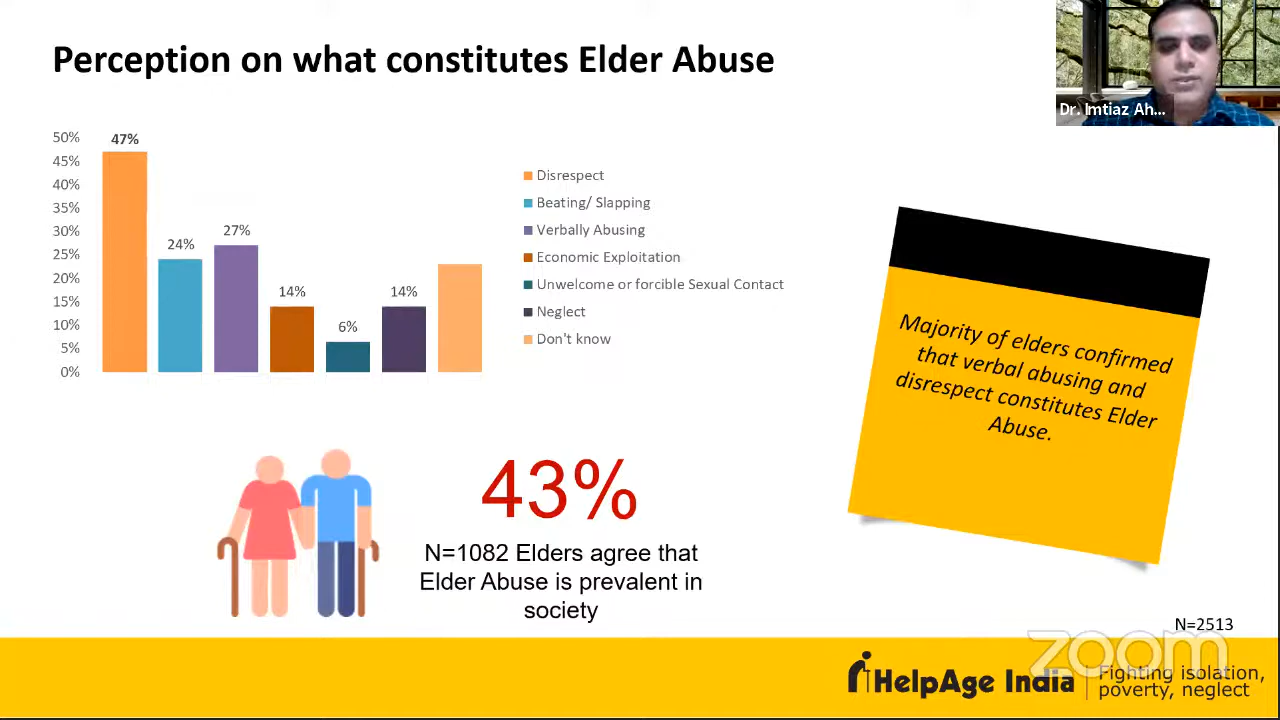 Perception on what constitutes Elder Abuse
Dr. Imtiaz Ah...
50%
45%
40%
35%
30%
25%
20%
15%
10%
5%
0%
47%
24%
27%
14%
6%
14%
Disrespect
Beating/ Slapping
Verbally Abusing
Economic Exploitation
Unwelcome or forcible Sexual Contact
Neglect
Don't know
Majority of elders confirmed
that verbal abusing and
disrespect constitutes Elder
Abuse.
43%
N=1082 Elders agree that
Elder Abuse is prevalent in
society
N=2513
zoom
HelpAge India
Fighting isolation,
poverty, neglect